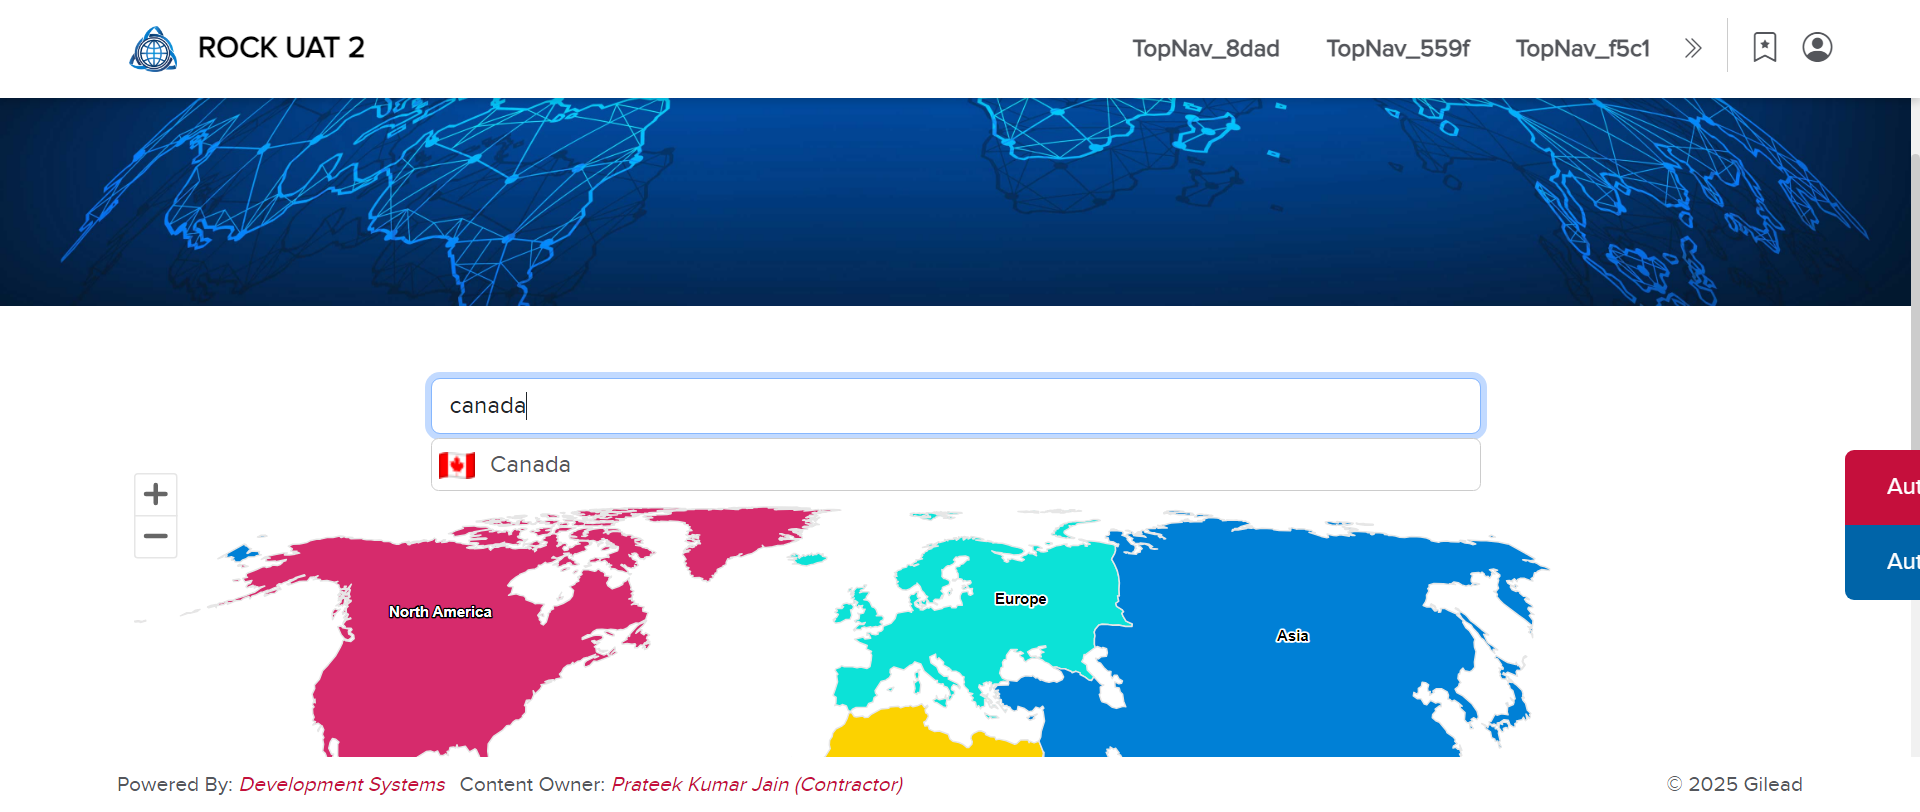 ROCK UAT 2
TopNav_8dad
TopNav_559f
TopNav_f5c1
canada
Canada
Aut
Aut
North America
Europe
Asia
Powered By: Development Systems Content Owner: Prateek Kumar Jain (Contractor)
© 2025 Gilead